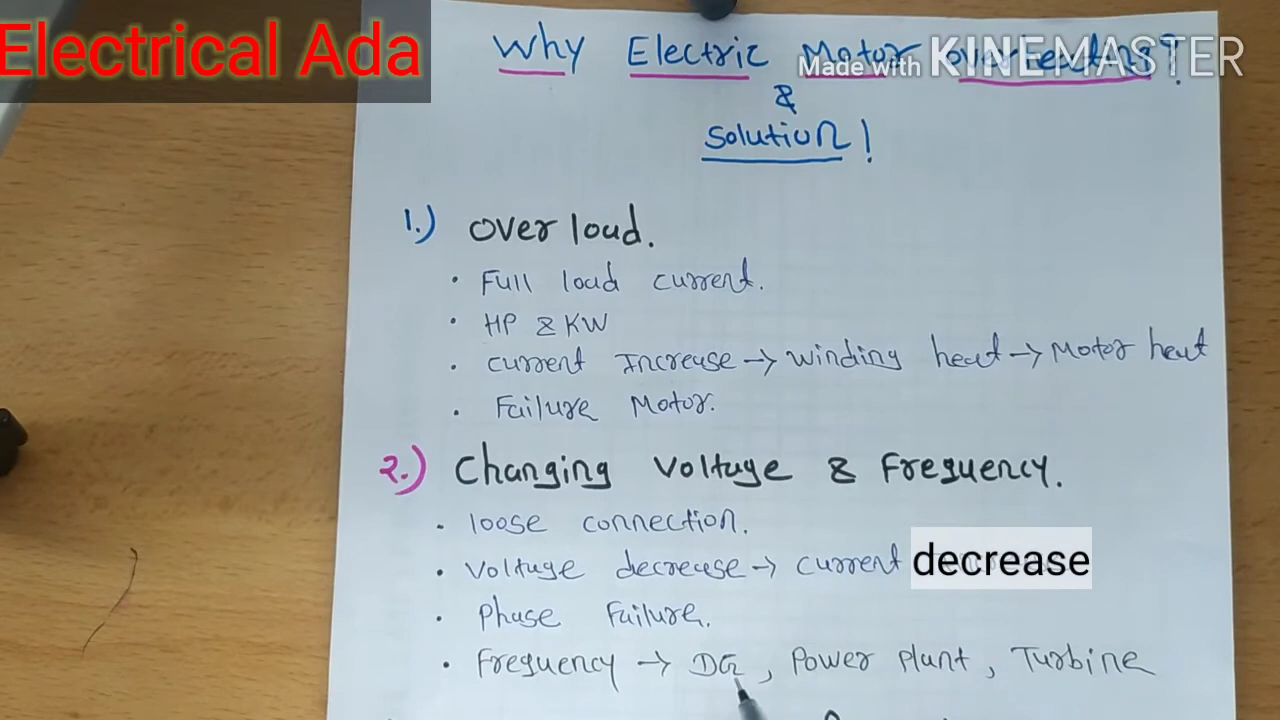 Electrical Ada
Why Electric Motor overheating?
Made with KINEMASTER
&
Solution!
1.) Over load.
• Full load current.
• HP & KW
• Current Increase → Winding heat → Motor heat
• Failure Motor.
2.) Changing Voltage & Frequency.
• loose connection.
• Voltage decrease → current decrease
• Phase Failure.
• Frequency → DG, Power Plant, Turbine